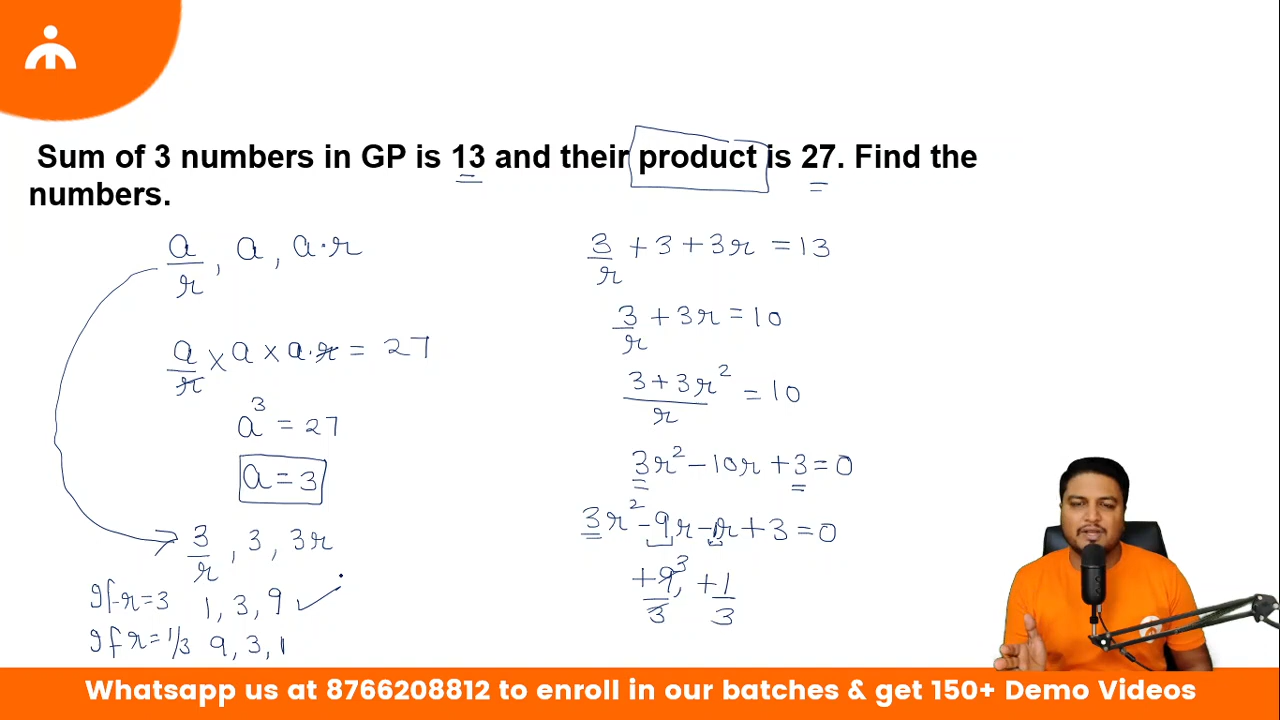 Sum of 3 numbers in GP is 13 and their product is 27. Find the
numbers.
a/r, a, a·r
a/r × a × a·r = 27
a³ = 27
a = 3
3/r, 3, 3r
If r=3 1, 3, 9 ✓
If r=1/3 9, 3, 1
3/r + 3 + 3r = 13
3/r + 3r = 10
(3+3r²)/r = 10
3r² - 10r + 3 = 0
3r² - 9r - r + 3 = 0
+9/3 3, +1/3
Whatsapp us at 8766208812 to enroll in our batches & get 150+ Demo Videos